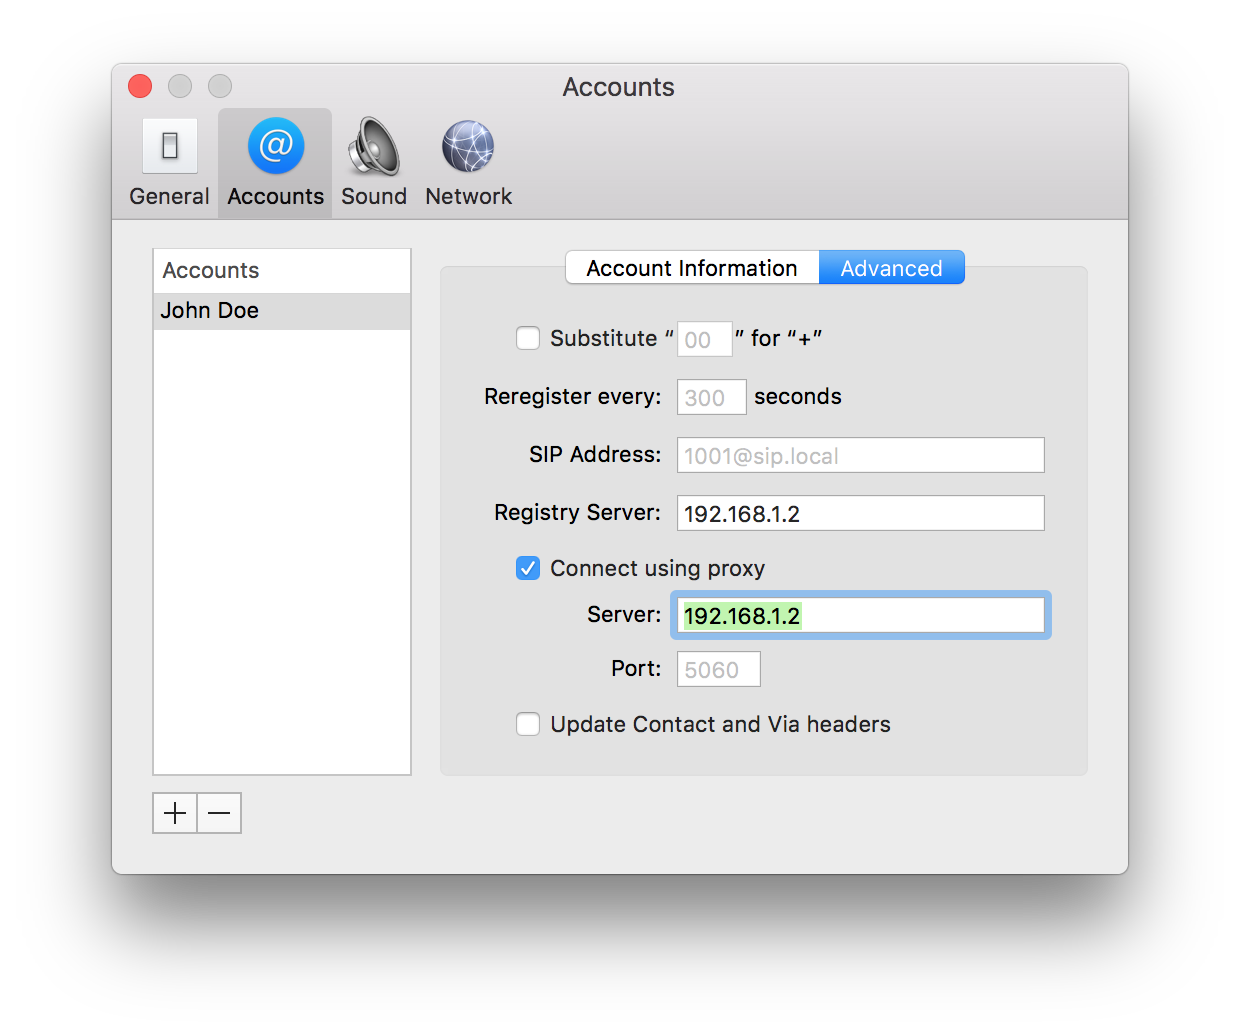 Accounts
General Accounts Sound Network
Accounts
John Doe
Account Information Advanced
Substitute “ 00 ” for “+”
Reregister every: 300 seconds
SIP Address: 1001@sip.local
Registry Server: 192.168.1.2
Connect using proxy
Server: 192.168.1.2
Port: 5060
Update Contact and Via headers